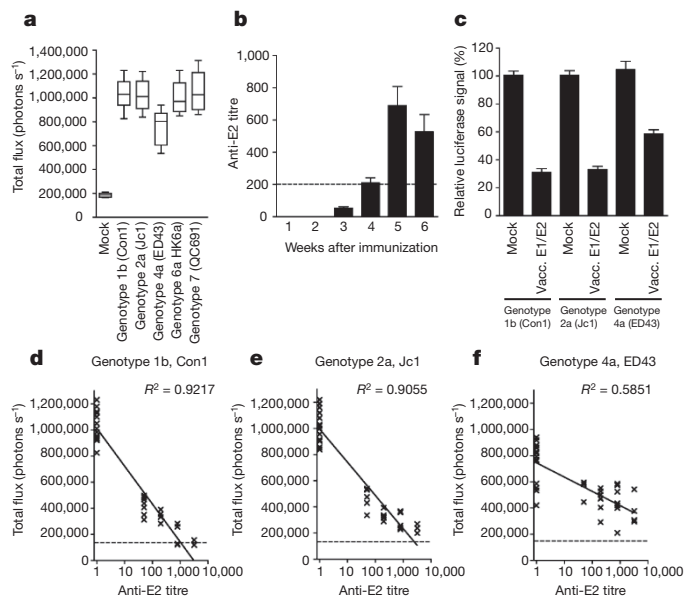 a
Total flux (photons s⁻¹)
1,400,000
1,200,000
1,000,000
800,000
600,000
400,000
200,000
0
Mock
Genotype 1b (Con1)
Genotype 2a (Jc1)
Genotype 4a (ED43)
Genotype 6a HK6a)
Genotype 7 (QC691)
b
Anti-E2 titre
1,000
800
600
400
200
0
1 2 3 4 5 6
Weeks after immunization
c
Relative luciferase signal (%)
120
100
80
60
40
20
0
Mock
Vacc. E1/E2
Mock
Vacc. E1/E2
Mock
Vacc. E1/E2
Genotype
1b (Con1)
Genotype
2a (Jc1)
Genotype
4a (ED43)
d
Genotype 1b, Con1
R² = 0.9217
Total flux (photons s⁻¹)
1,200,000
1,000,000
800,000
600,000
400,000
200,000
0
1 10 100 1,000 10,000
Anti-E2 titre
e
Genotype 2a, Jc1
R² = 0.9055
Total flux (photons s⁻¹)
1,200,000
1,000,000
800,000
600,000
400,000
200,000
0
1 10 100 1,000 10,000
Anti-E2 titre
f
Genotype 4a, ED43
R² = 0.5851
Total flux (photons s⁻¹)
1,200,000
1,000,000
800,000
600,000
400,000
200,000
0
1 10 100 1,000 10,000
Anti-E2 titre